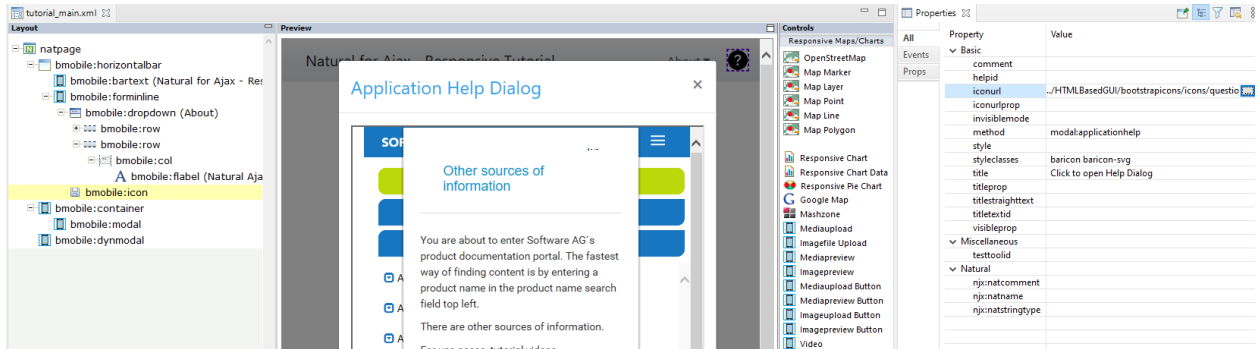 tutorial_main.xml
Layout
natpage
bmobile:horizontalbar
bmobile:bartext (Natural for Ajax - Res
bmobile:forminline
bmobile:dropdown (About)
bmobile:row
bmobile:row
bmobile:col
A bmobile:flabel (Natural Aja
bmobile:icon
bmobile:container
bmobile:modal
bmobile:dynmodal
Preview
Natural for Ajax - Responsive Tutorial
About
Application Help Dialog
×
SOF
Other sources of
information
You are about to enter Software AG´s
product documentation portal. The fastest
way of finding content is by entering a
product name in the product name search
field top left.
There are other sources of information.
For use cases, tutorial videos
A
A
A
Controls
Responsive Maps/Charts
OpenStreetMap
Map Marker
Map Layer
Map Point
Map Line
Map Polygon
Responsive Chart
Responsive Chart Data
Responsive Pie Chart
Google Map
Mashzone
Mediaupload
Imagefile Upload
Mediapreview
Imagepreview
Mediaupload Button
Mediapreview Button
Imageupload Button
Imagepreview Button
Video
Properties
All
Events
Props
Property Value
Basic
comment
helpid
iconurl ../HTMLBasedGUI/bootstrapicons/icons/questio ...
iconurlprop
invisiblemode
method modal:applicationhelp
style
styleclasses baricon baricon-svg
title Click to open Help Dialog
titleprop
titlestraighttext
titletextid
visibleprop
Miscellaneous
testtoolid
Natural
njx:natcomment
njx:natname
njx:natstringtype